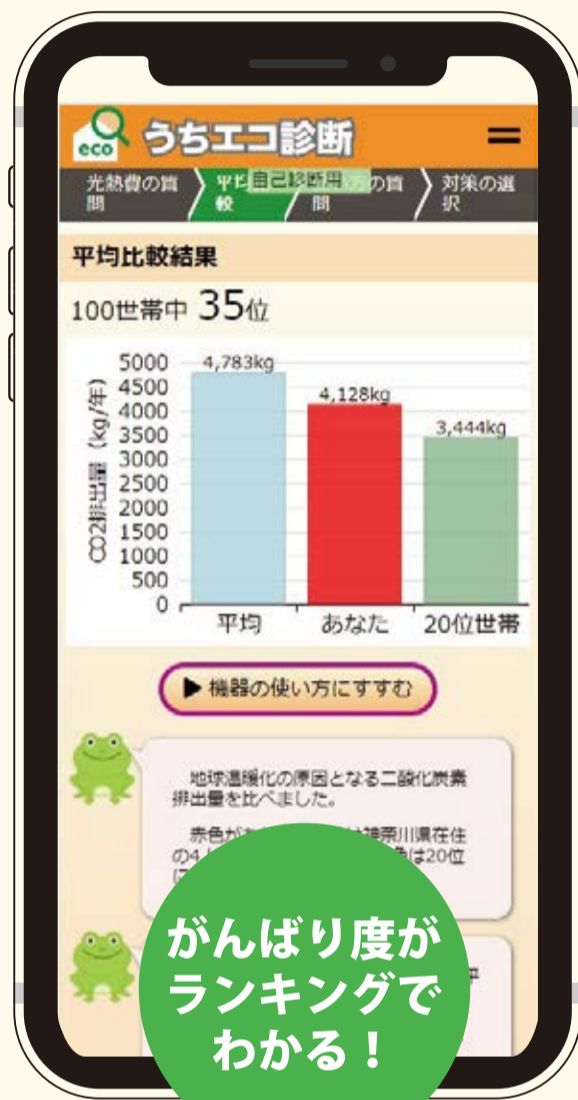 eco
うちエコ診断
光熱費の質
問
較
自己診断用
の質
問
対策の選
択
平均比較結果
100世帯中 35位
CO2排出量（kg/年）
5000
4500
4000
3500
3000
2500
2000
1500
1000
500
0
4,783kg
4,128kg
3,444kg
平均
あなた
20位世帯
▶ 機器の使い方にすすむ
地球温暖化の原因となる二酸化炭素
排出量を比べました。
赤色が
神奈川県在住
の4
色は20位
がんばり度が
ランキングで
わかる！